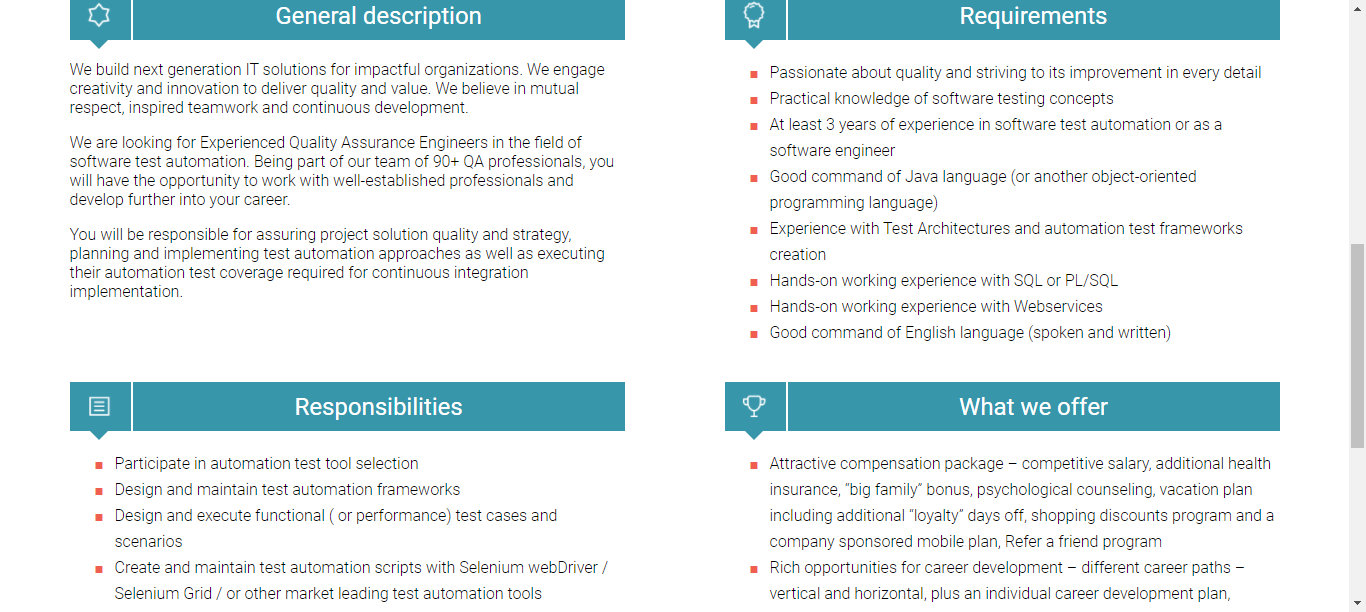 General description
We build next generation IT solutions for impactful organizations. We engage
creativity and innovation to deliver quality and value. We believe in mutual
respect, inspired teamwork and continuous development.
We are looking for Experienced Quality Assurance Engineers in the field of
software test automation. Being part of our team of 90+ QA professionals, you
will have the opportunity to work with well-established professionals and
develop further into your career.
You will be responsible for assuring project solution quality and strategy,
planning and implementing test automation approaches as well as executing
their automation test coverage required for continuous integration
implementation.
Requirements
Passionate about quality and striving to its improvement in every detail
Practical knowledge of software testing concepts
At least 3 years of experience in software test automation or as a
software engineer
Good command of Java language (or another object-oriented
programming language)
Experience with Test Architectures and automation test frameworks
creation
Hands-on working experience with SQL or PL/SQL
Hands-on working experience with Webservices
Good command of English language (spoken and written)
Responsibilities
Participate in automation test tool selection
Design and maintain test automation frameworks
Design and execute functional ( or performance) test cases and
scenarios
Create and maintain test automation scripts with Selenium webDriver /
Selenium Grid / or other market leading test automation tools
What we offer
Attractive compensation package – competitive salary, additional health
insurance, “big family” bonus, psychological counseling, vacation plan
including additional “loyalty” days off, shopping discounts program and a
company sponsored mobile plan, Refer a friend program
Rich opportunities for career development – different career paths –
vertical and horizontal, plus an individual career development plan,